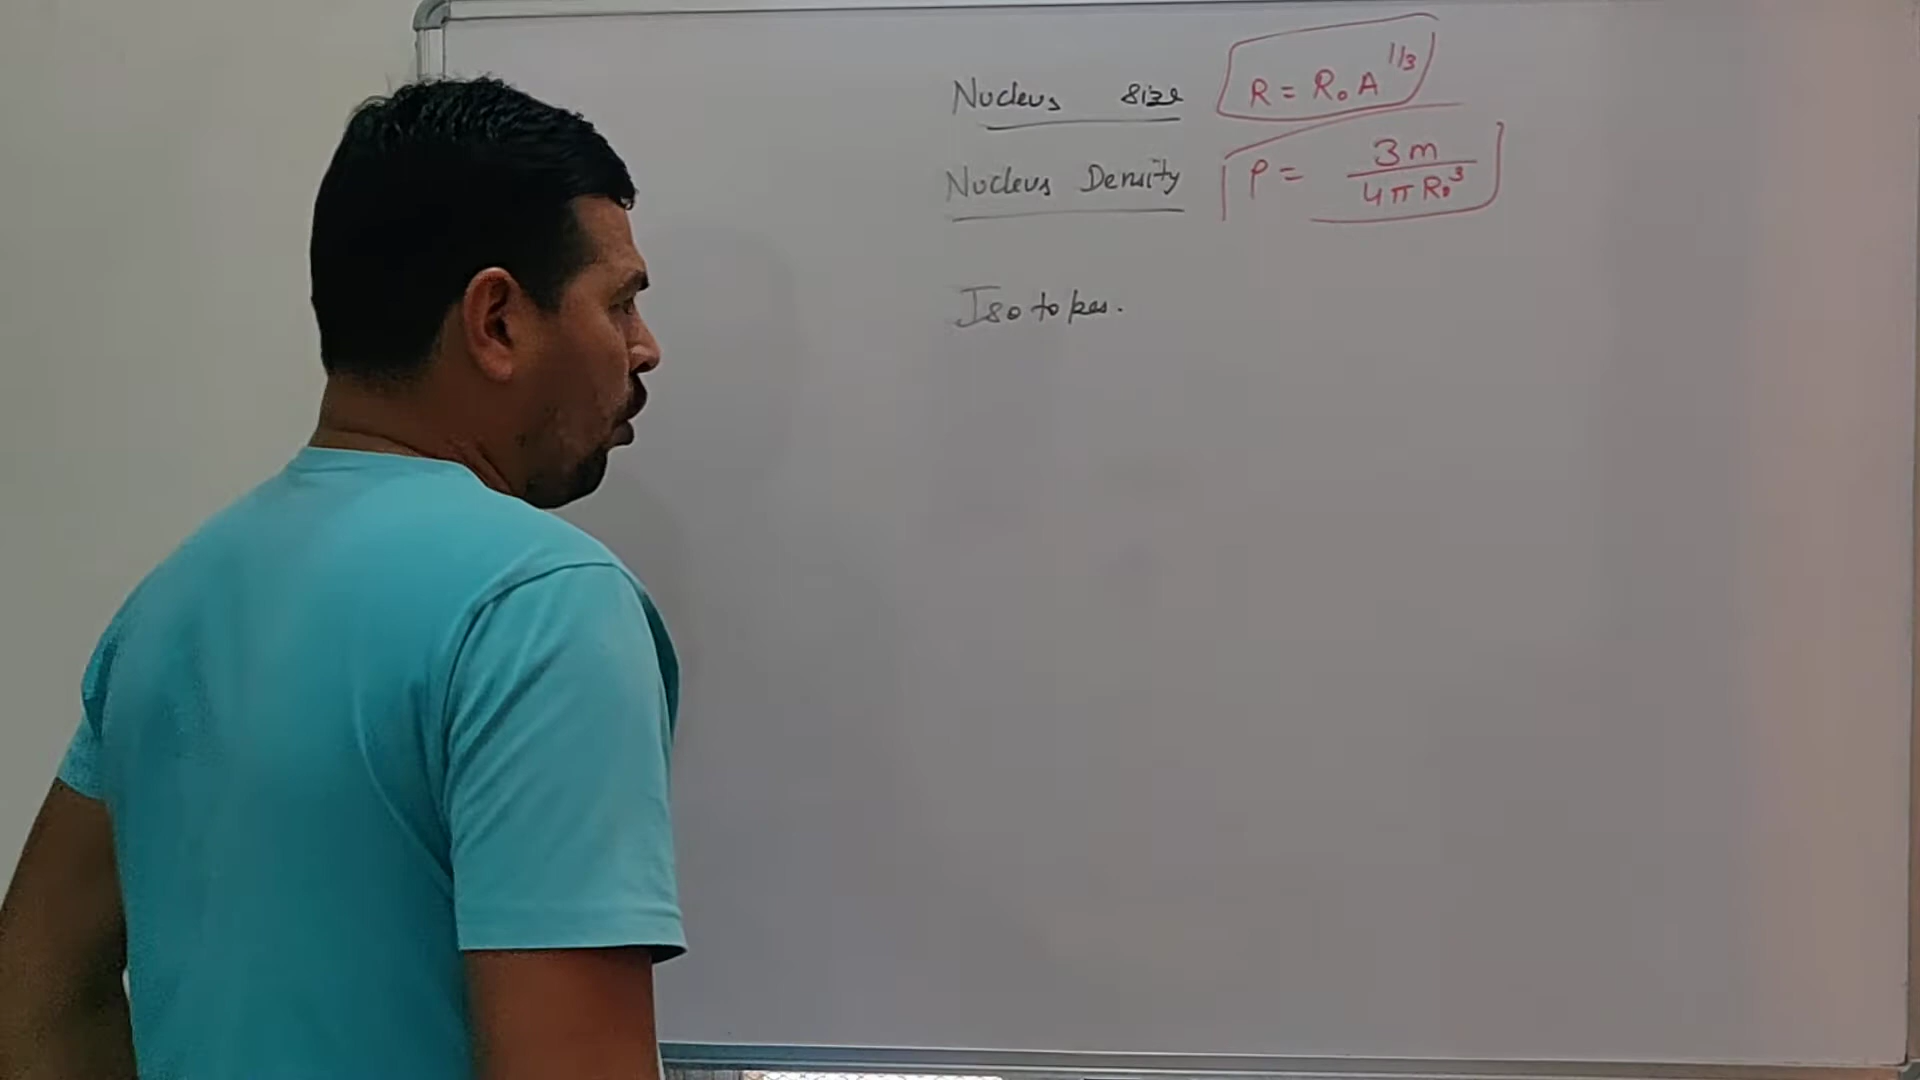 Nucleus size R = R₀ A^1/3
Nucleus Density ρ = 3m / 4π R₀³
Isotopes.